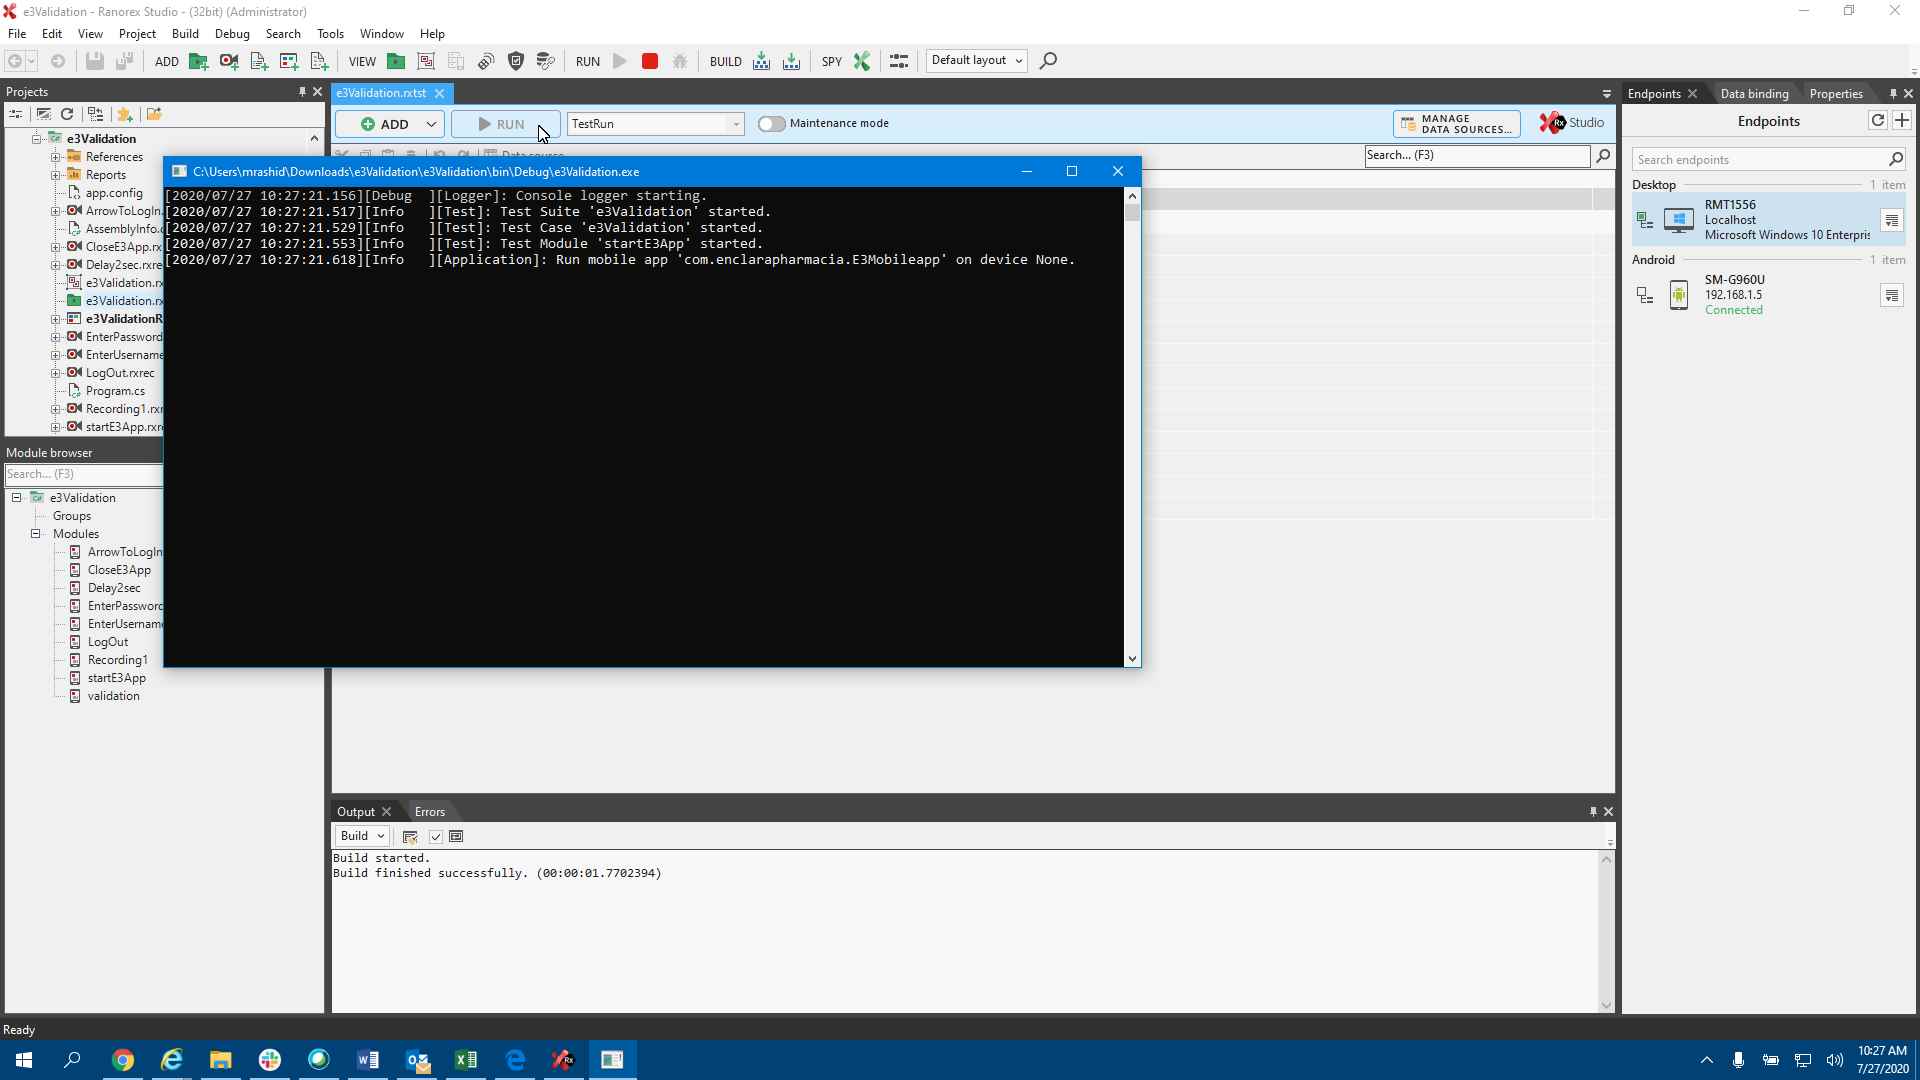 e3Validation - Ranorex Studio - (32bit) (Administrator)
File Edit View Project Build Debug Search Tools Window Help
ADD VIEW RUN BUILD SPY Default layout
Projects
e3Validation
References
Reports
app.config
ArrowToLogIn.
AssemblyInfo.c
CloseE3App.rx
Delay2sec.rxre
e3Validation.rx
e3Validation.rx
e3ValidationR
EnterPassword
EnterUsername
LogOut.rxrec
Program.cs
Recording1.rxr
startE3App.rxre
Module browser
Search... (F3)
e3Validation
Groups
Modules
ArrowToLogIn
CloseE3App
Delay2sec
EnterPassword
EnterUsername
LogOut
Recording1
startE3App
validation
e3Validation.rxtst
ADD RUN TestRun Maintenance mode
MANAGE
DATA SOURCES...
Rx Studio
Data source
Search... (F3)
C:\Users\mrashid\Downloads\e3Validation\e3Validation\bin\Debug\e3Validation.exe
[2020/07/27 10:27:21.156][Debug  ][Logger]: Console logger starting.
[2020/07/27 10:27:21.517][Info   ][Test]: Test Suite 'e3Validation' started.
[2020/07/27 10:27:21.529][Info   ][Test]: Test Case 'e3Validation' started.
[2020/07/27 10:27:21.553][Info   ][Test]: Test Module 'startE3App' started.
[2020/07/27 10:27:21.618][Info   ][Application]: Run mobile app 'com.enclarapharmacia.E3Mobileapp' on device None.
Output Errors
Build
Build started.
Build finished successfully. (00:00:01.7702394)
Endpoints Data binding Properties
Endpoints
Search endpoints
Desktop 1 item
RMT1556
Localhost
Microsoft Windows 10 Enterpris
Android 1 item
SM-G960U
192.168.1.5
Connected
Ready
10:27 AM
7/27/2020